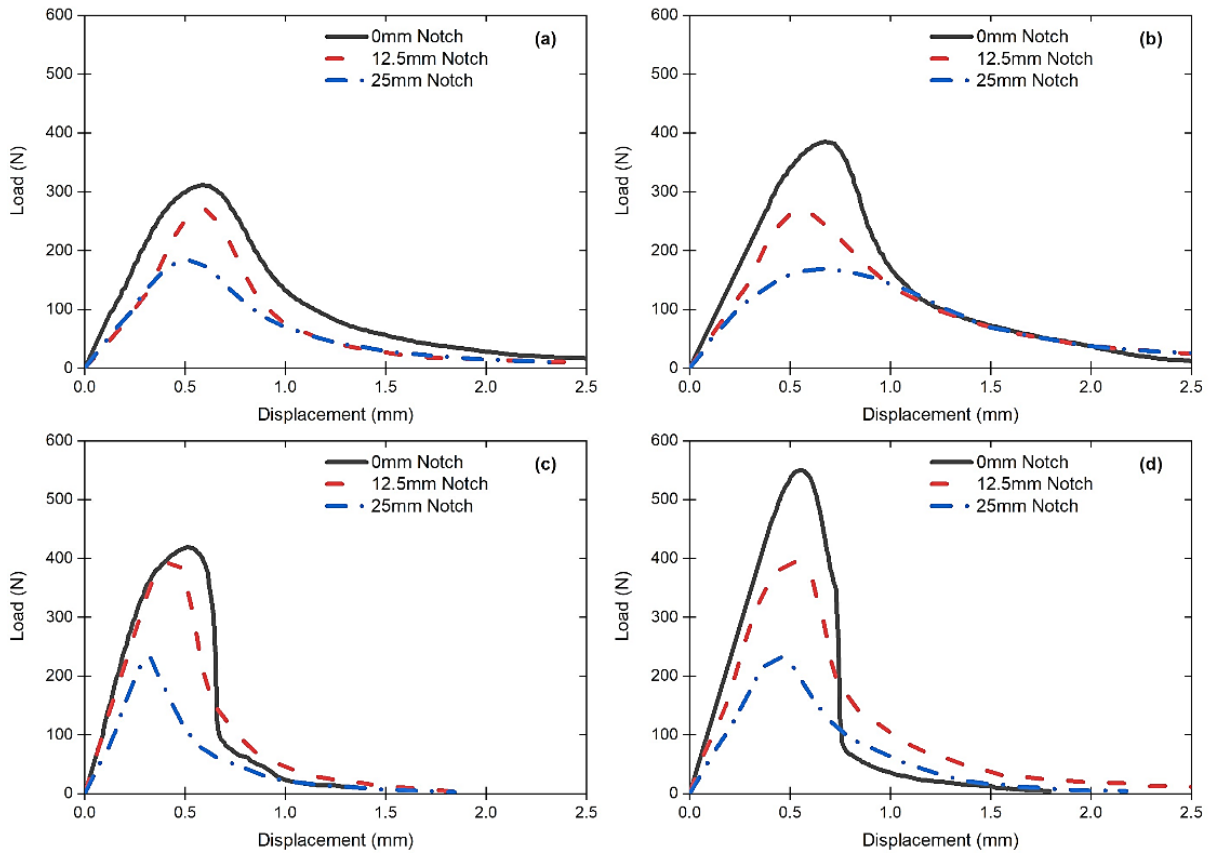 (a)
0mm Notch
12.5mm Notch
25mm Notch
600
500
400
300
200
100
0
Load (N)
0.0 0.5 1.0 1.5 2.0 2.5
Displacement (mm)
(b)
0mm Notch
12.5mm Notch
25mm Notch
600
500
400
300
200
100
0
Load (N)
0.0 0.5 1.0 1.5 2.0 2.5
Displacement (mm)
(c)
0mm Notch
12.5mm Notch
25mm Notch
600
500
400
300
200
100
0
Load (N)
0.0 0.5 1.0 1.5 2.0 2.5
Displacement (mm)
(d)
0mm Notch
12.5mm Notch
25mm Notch
600
500
400
300
200
100
0
Load (N)
0.0 0.5 1.0 1.5 2.0 2.5
Displacement (mm)